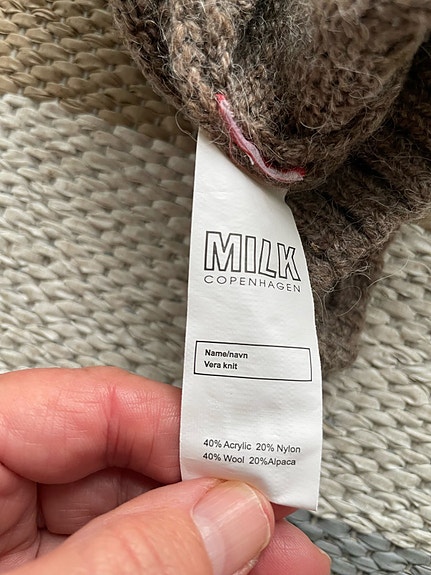 MILK
COPENHAGEN
Name/navn
Vera knit
40% Acrylic 20% Nylon
40% Wool 20%Alpaca